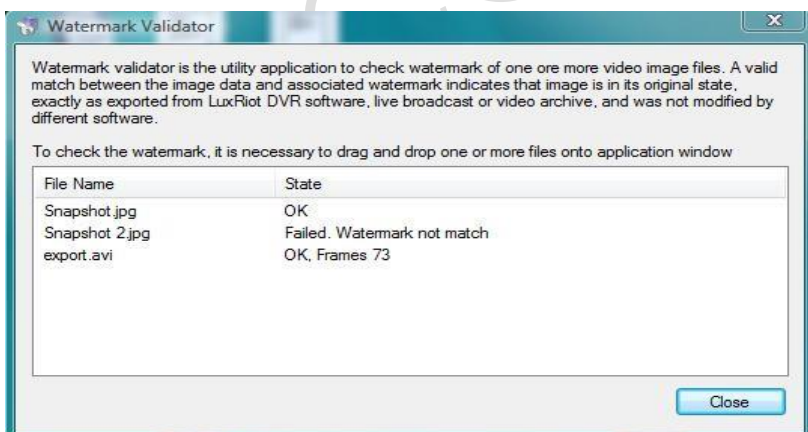 Watermark Validator
Watermark validator is the utility application to check watermark of one ore more video image files. A valid
match between the image data and associated watermark indicates that image is in its original state,
exactly as exported from LuxRiot DVR software, live broadcast or video archive, and was not modified by
different software.
To check the watermark, it is necessary to drag and drop one or more files onto application window
File Name State
Snapshot.jpg OK
Snapshot 2.jpg Failed. Watermark not match
export.avi OK, Frames 73
Close